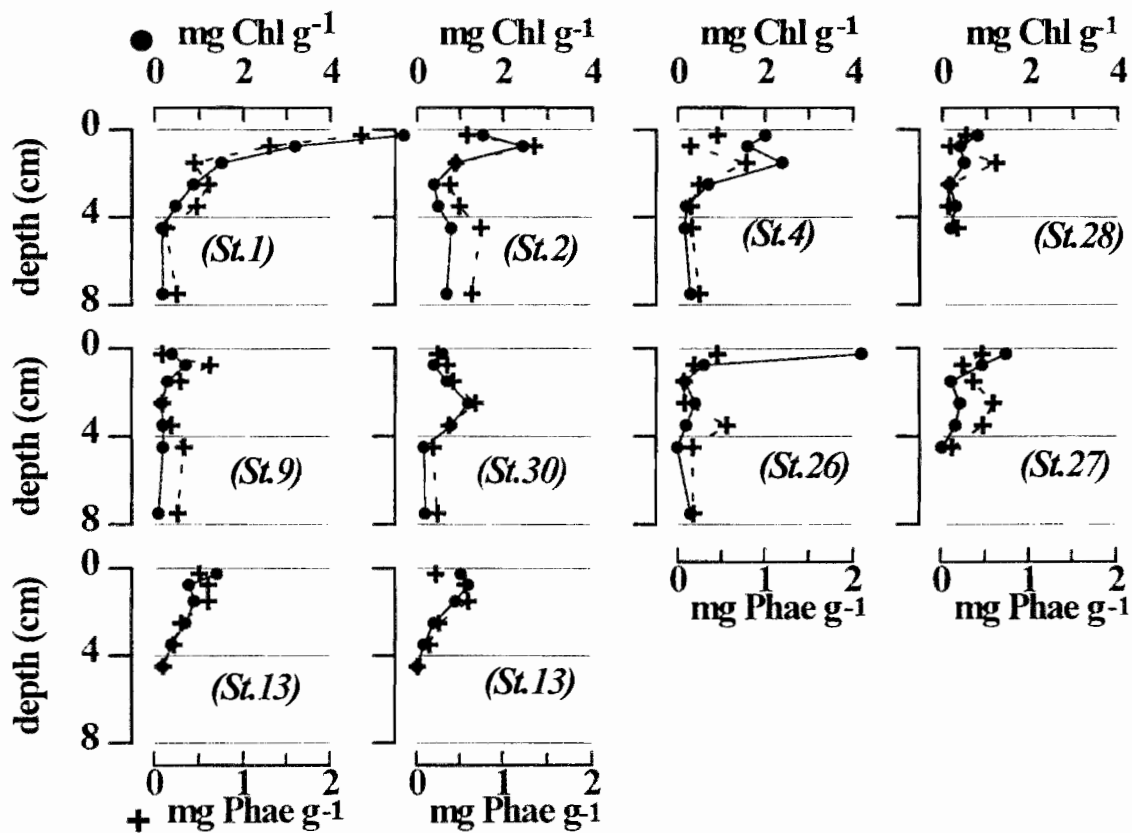 ● mg Chl g-1 mg Chl g-1 mg Chl g-1 mg Chl g-1
0 2 4 0 2 4 0 2 4 0 2 4
depth (cm)
0
4
8
(St.1) (St.2) (St.4) (St.28)
depth (cm)
0
4
8
(St.9) (St.30) (St.26) (St.27)
0 1 2 0 1 2
mg Phae g-1 mg Phae g-1
depth (cm)
0
4
8
(St.13) (St.13)
0 1 2 0 1 2
+ mg Phae g-1 mg Phae g-1